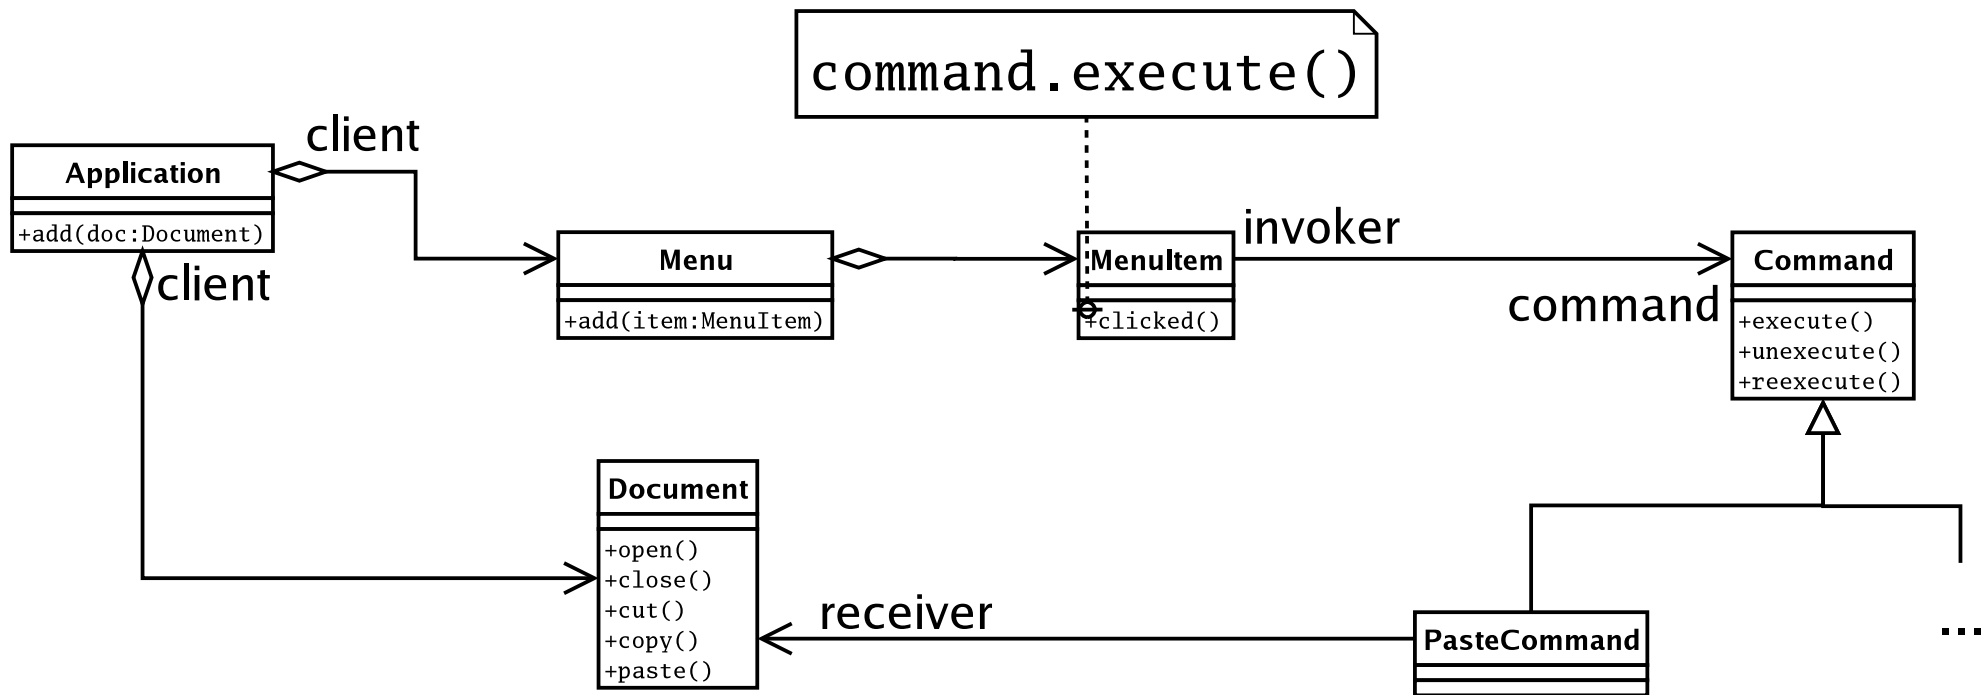 command.execute()
client
Application
+add(doc:Document)
client
invoker
Menu
MenuItem
Command
command
+add(item:MenuItem)
+clicked()
+execute()
+unexecute()
+reexecute()
Document
+open()
+close()
+cut()
+copy()
+paste()
receiver
PasteCommand
...